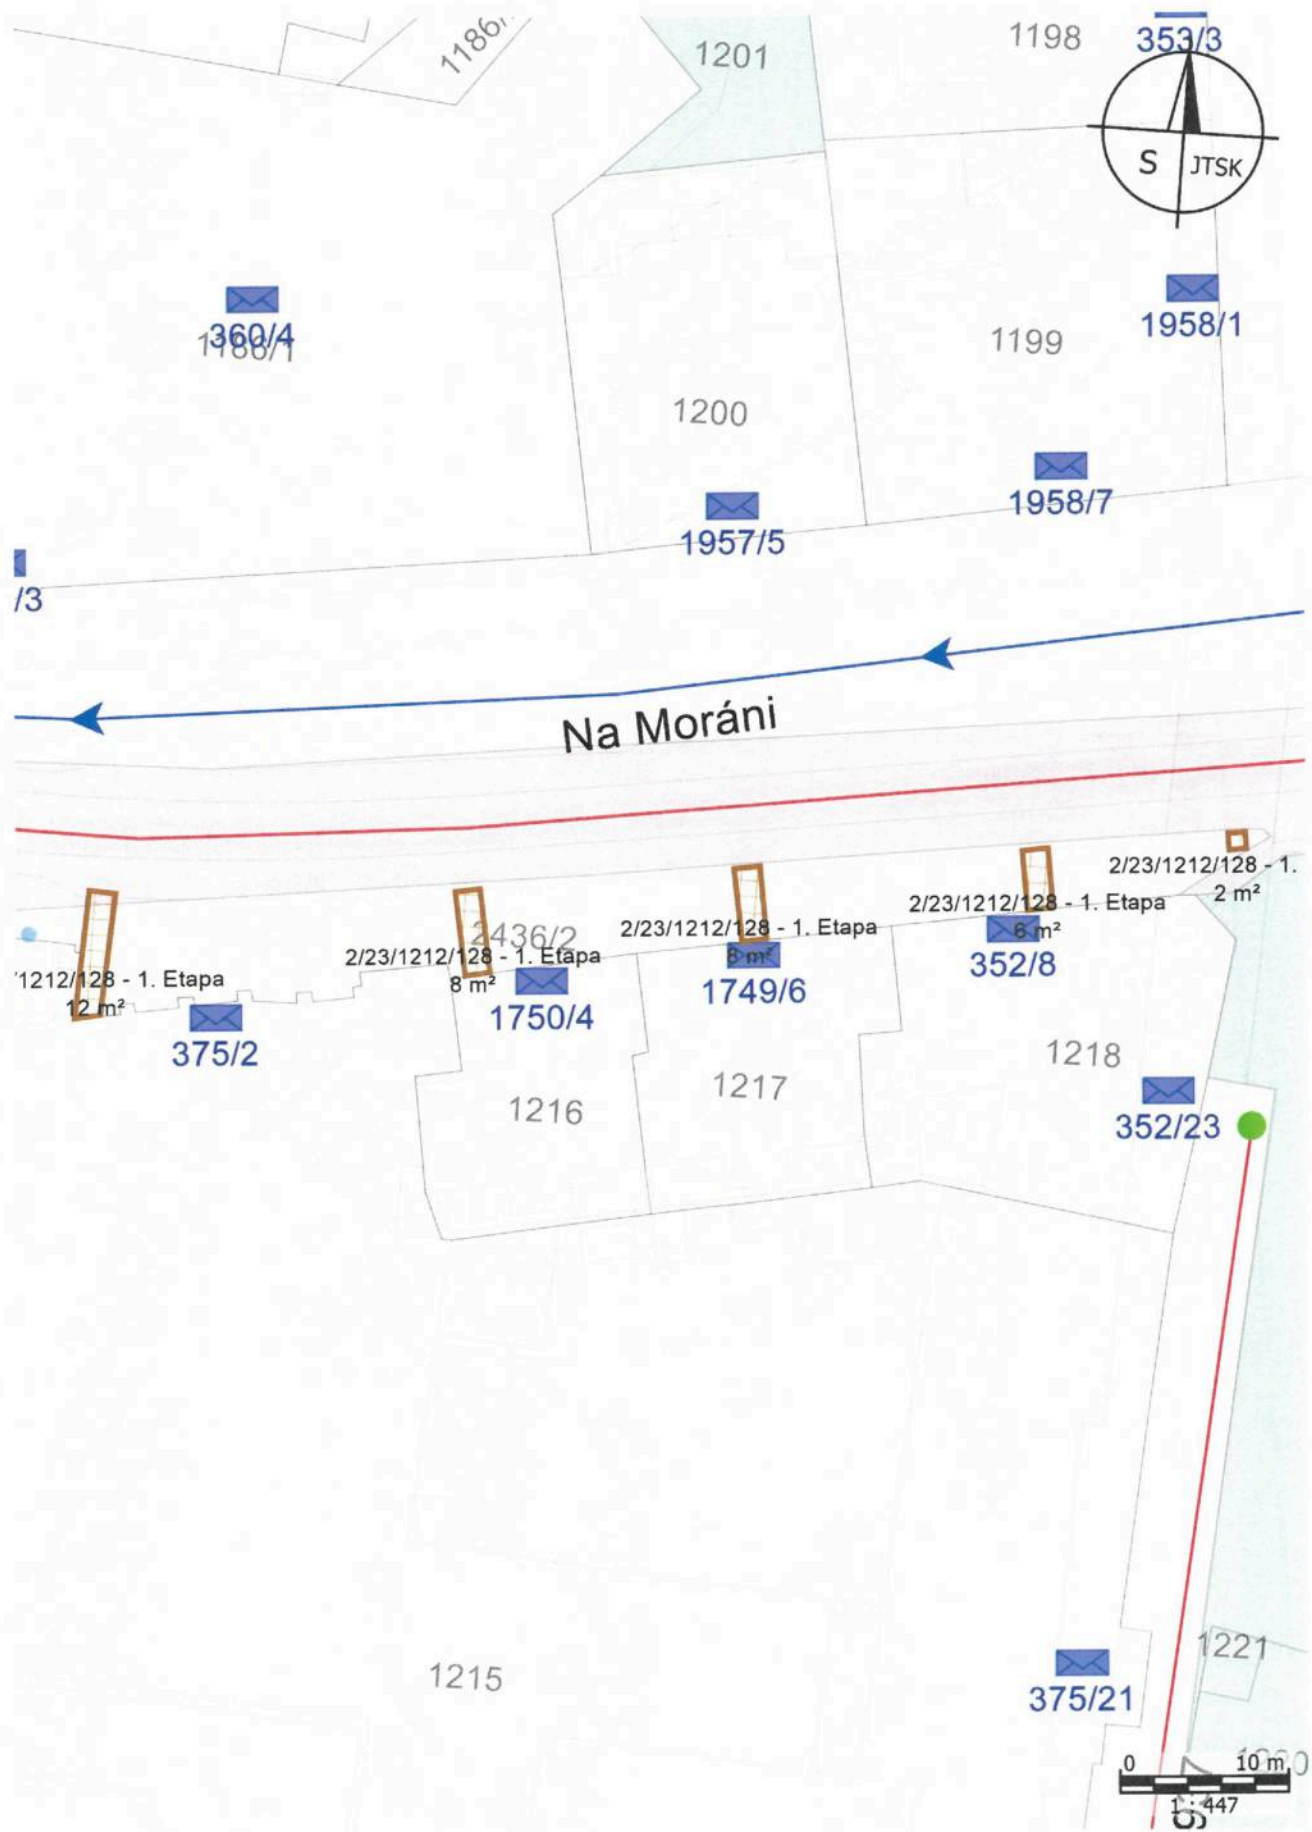 1186/
1201
1198
353/3
S
JTSK
360/4
1186/1
1958/1
1199
1200
1958/7
1957/5
/3
Na Moráni
2/23/1212/128 - 1.
2 m²
2/23/1212/128 - 1. Etapa
6 m²
2436/2
2/23/1212/128 - 1. Etapa
8 m²
2/23/1212/128 - 1. Etapa
8 m²
1212/128 - 1. Etapa
12 m²
352/8
1749/6
1750/4
375/2
1218
1217
1216
352/23
1221
1215
375/21
0
10 m
1 : 447